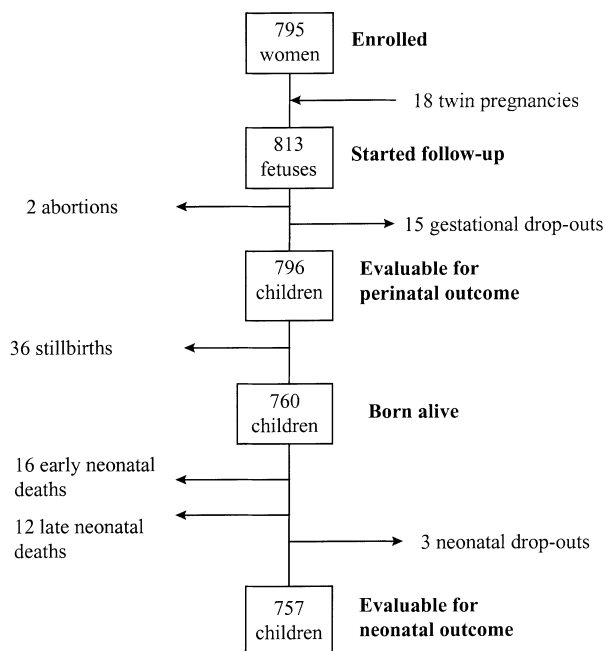 795
women
Enrolled
18 twin pregnancies
813
fetuses
Started follow-up
2 abortions
15 gestational drop-outs
796
children
Evaluable for
perinatal outcome
36 stillbirths
760
children
Born alive
16 early neonatal
deaths
12 late neonatal
deaths
3 neonatal drop-outs
757
children
Evaluable for
neonatal outcome